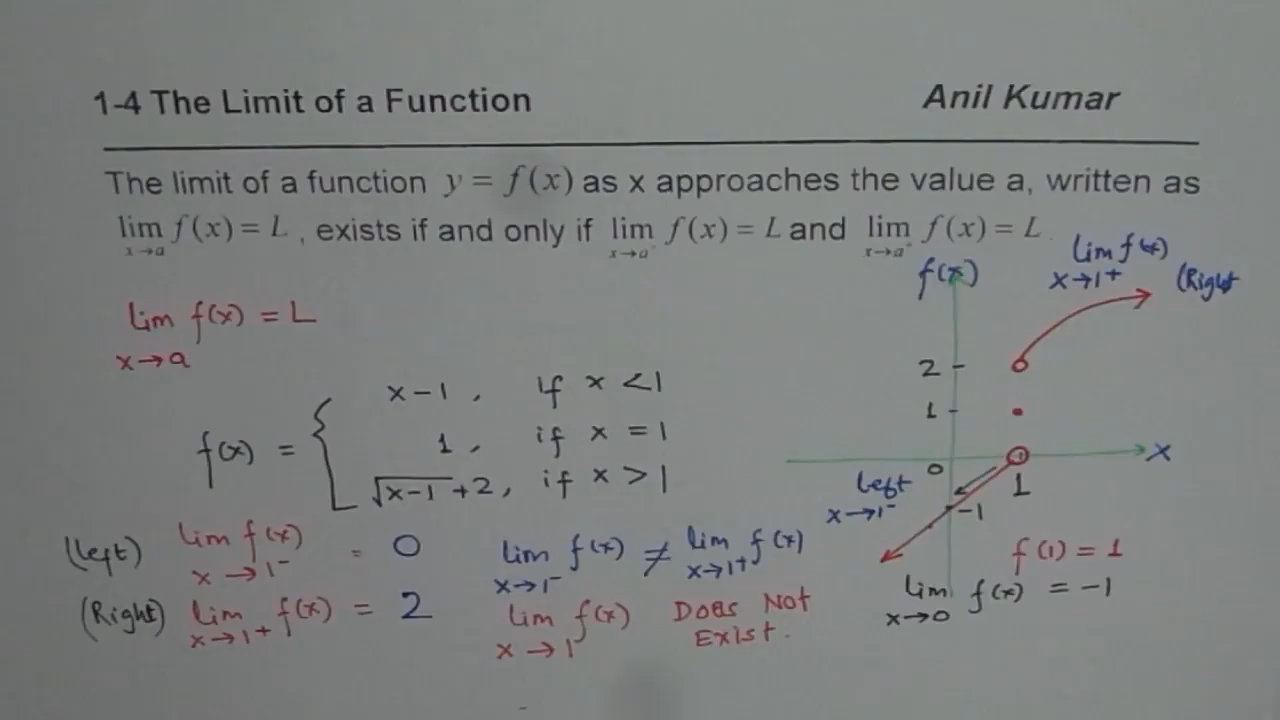 1-4 The Limit of a Function Anil Kumar
The limit of a function y = f(x) as x approaches the value a, written as
lim x→a f(x) = L , exists if and only if lim x→a⁻ f(x) = L and lim x→a⁺ f(x) = L
lim x→a f(x) = L
f(x) = {
x-1 , if x < 1
1 , if x = 1
√(x-1) + 2 , if x > 1
(Left) lim x→1⁻ f(x) = 0
(Right) lim x→1+ f(x) = 2
lim x→1⁻ f(x) ≠ lim x→1+ f(x)
lim x→1 f(x) Does Not
Exist.
f(x)
lim x→1+ f(x) (Right
2
1
0
1
-1
X
Left
x→1⁻
f(1) = 1
lim x→0 f(x) = -1